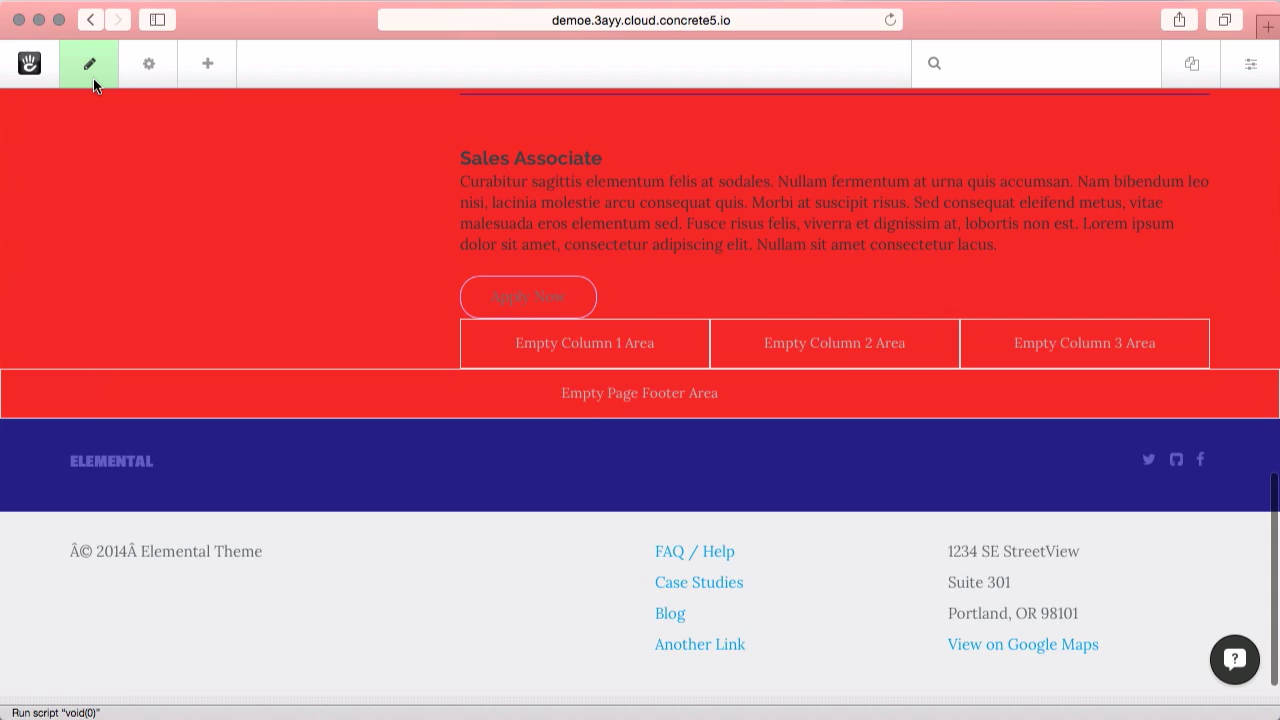 demoe.3ayy.cloud.concrete5.io
Sales Associate
Curabitur sagittis elementum felis at sodales. Nullam fermentum at urna quis accumsan. Nam bibendum leo
nisi, lacinia molestie arcu consequat quis. Morbi at suscipit risus. Sed consequat eleifend metus, vitae
malesuada eros elementum sed. Fusce risus felis, viverra et dignissim at, lobortis non est. Lorem ipsum
dolor sit amet, consectetur adipiscing elit. Nullam sit amet consectetur lacus.
Apply Now
Empty Column 1 Area
Empty Column 2 Area
Empty Column 3 Area
Empty Page Footer Area
ELEMENTAL
Â© 2014Â Elemental Theme
FAQ / Help
Case Studies
Blog
Another Link
1234 SE StreetView
Suite 301
Portland, OR 98101
View on Google Maps
Run script "void(0)"